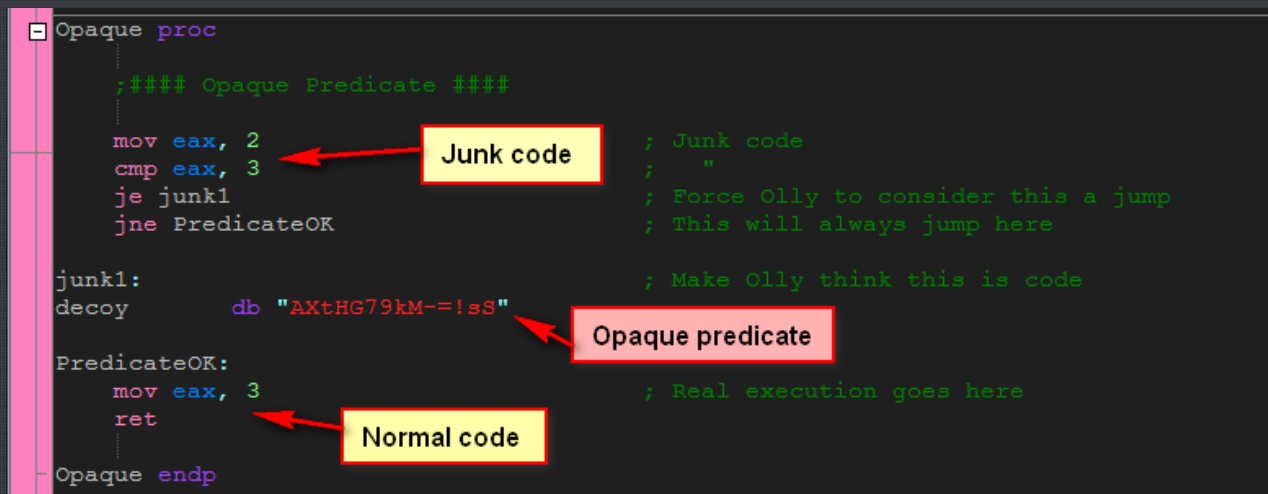 Opaque proc
;#### Opaque Predicate ####
mov eax, 2 ; Junk code
cmp eax, 3 ; "
Junk code
je junk1 ; Force Olly to consider this a jump
jne PredicateOK ; This will always jump here
junk1: ; Make Olly think this is code
decoy db "AXtHG79kM-=!sS"
Opaque predicate
PredicateOK:
mov eax, 3 ; Real execution goes here
ret
Normal code
Opaque endp